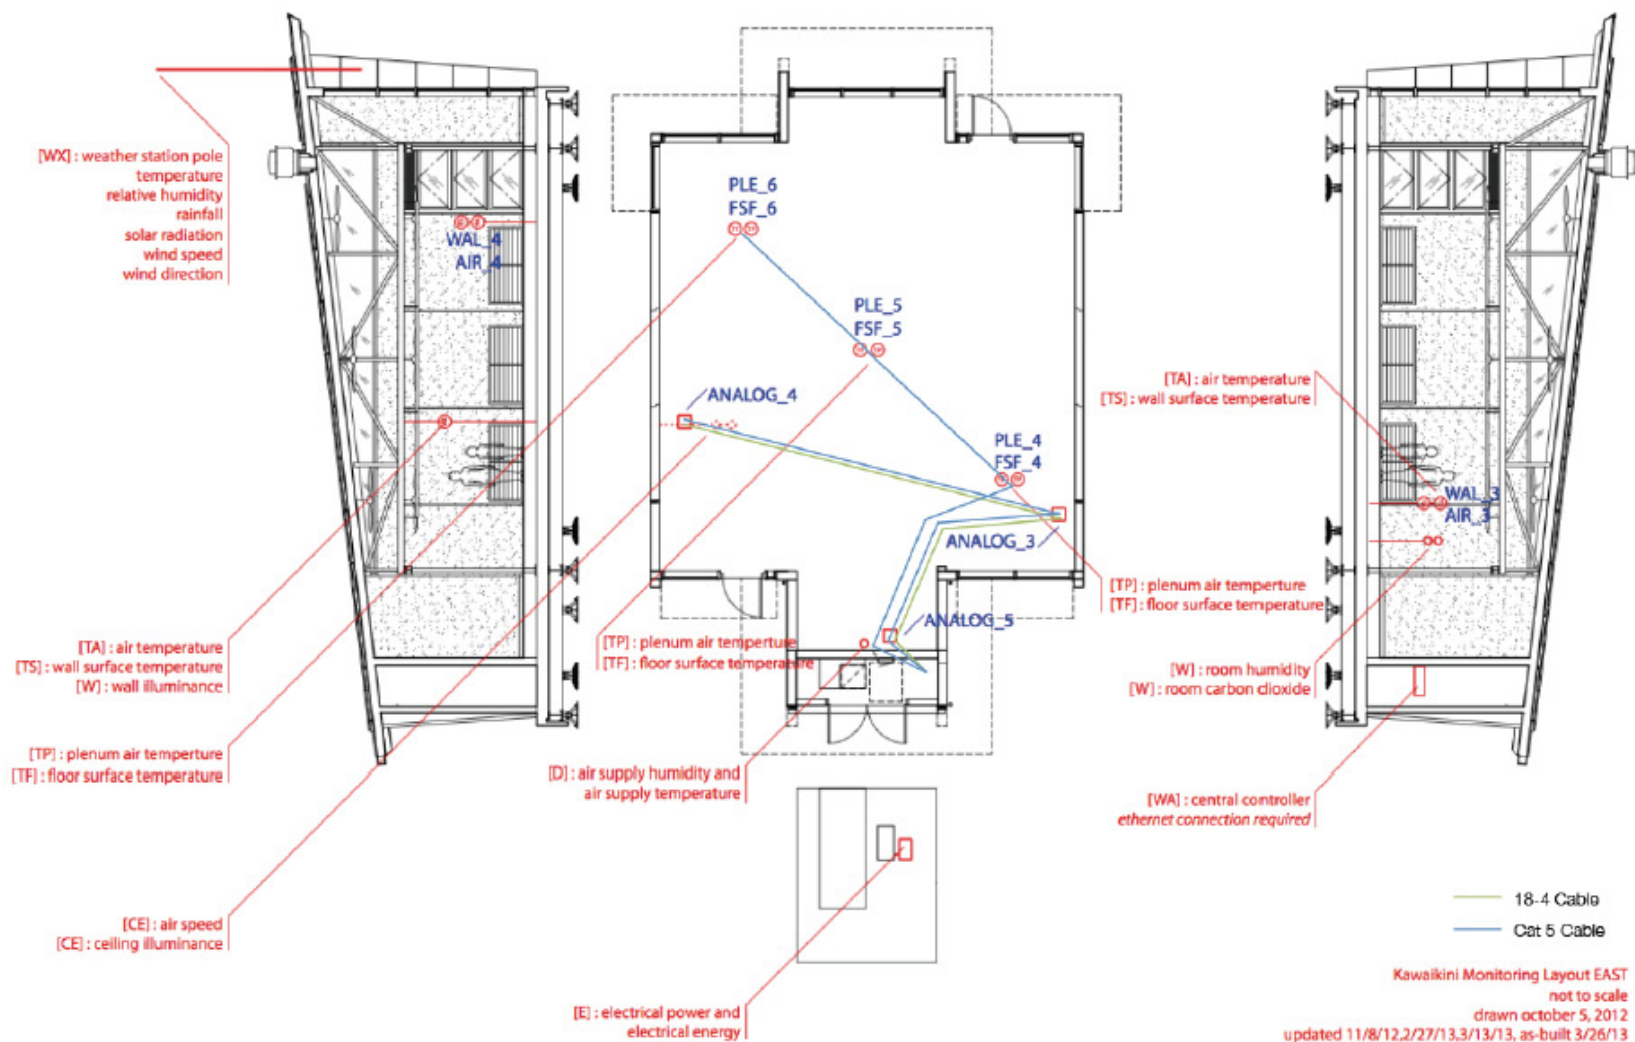 [WX] : weather station pole
temperature
relative humidity
rainfall
solar radiation
wind speed
wind direction
WAL_4
AIR_4
[TA] : air temperature
[TS] : wall surface temperature
[W] : wall illuminance
[TP] : plenum air temperture
[TF] : floor surface temperature
[CE] : air speed
[CE] : ceiling illuminance
PLE_6
FSF_6
PLE_5
FSF_5
ANALOG_4
PLE_4
FSF_4
ANALOG_3
ANALOG_5
[TP] : plenum air temperture
[TF] : floor surface temperature
[D] : air supply humidity and
air supply temperature
[E] : electrical power and
electrical energy
[TP] : plenum air temperture
[TF] : floor surface temperature
[TA] : air temperature
[TS] : wall surface temperature
WAL_3
AIR_3
[W] : room humidity
[W] : room carbon dioxide
[WA] : central controller
ethernet connection required
18-4 Cable
Cat 5 Cable
Kawaikini Monitoring Layout EAST
not to scale
drawn october 5, 2012
updated 11/8/12,2/27/13,3/13/13, as-built 3/26/13